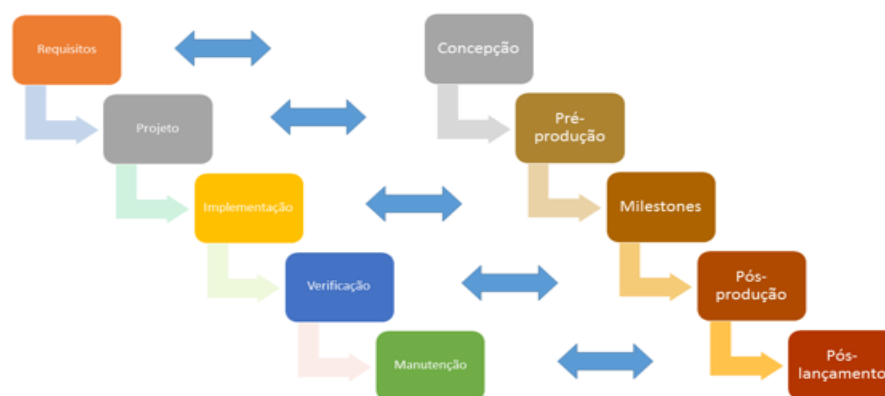 Requisitos
Concepção
Projeto
Pré-
produção
Implementação
Milestones
Verificação
Pós-
produção
Manutenção
Pós-
lançamento